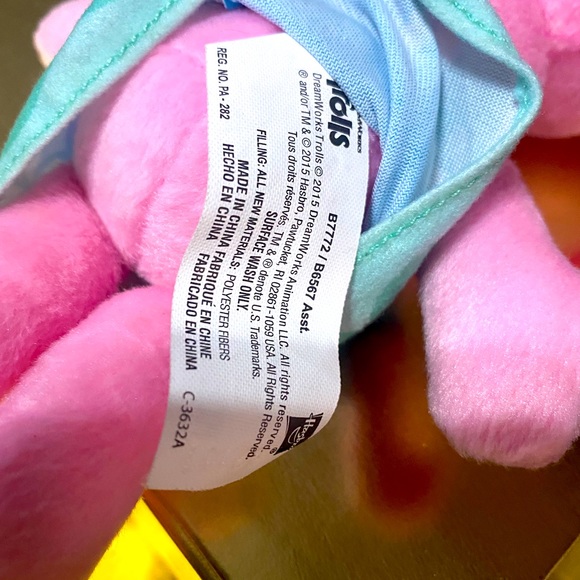 DREAMWORKS
Trolls
B7772 / B6567 Asst.
DreamWorks Trolls © 2015 DreamWorks Animation LLC. All rights reserved.
® and/or TM & © 2015 Hasbro, Pawtucket, RI 02861-1059 USA. All Rights Reserved.
Tous droits réservés. TM & ® denote U.S. Trademarks.
SURFACE WASH ONLY.
FILLING: ALL NEW MATERIALS: POLYESTER FIBERS
MADE IN CHINA FABRIQUÉ EN CHINE
HECHO EN CHINA FABRICADO EN CHINA
REG. NO. PA - 282
C-3632A
Hasbro